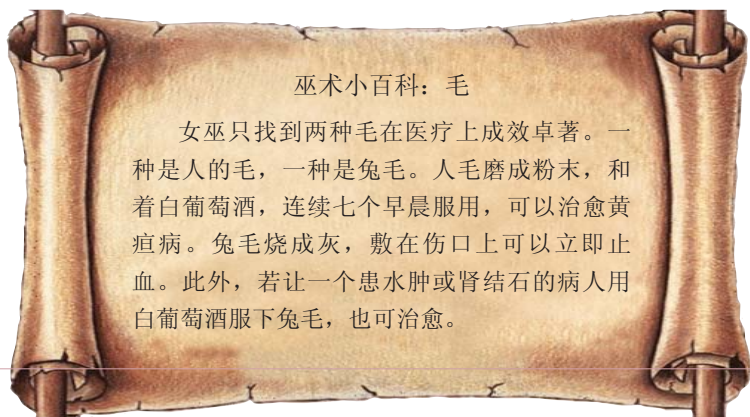 巫术小百科：毛
女巫只找到两种毛在医疗上成效卓著。一
种是人的毛，一种是兔毛。人毛磨成粉末，和
着白葡萄酒，连续七个早晨服用，可以治愈黄
疸病。兔毛烧成灰，敷在伤口上可以立即止
血。此外，若让一个患水肿或肾结石的病人用
白葡萄酒服下兔毛，也可治愈。